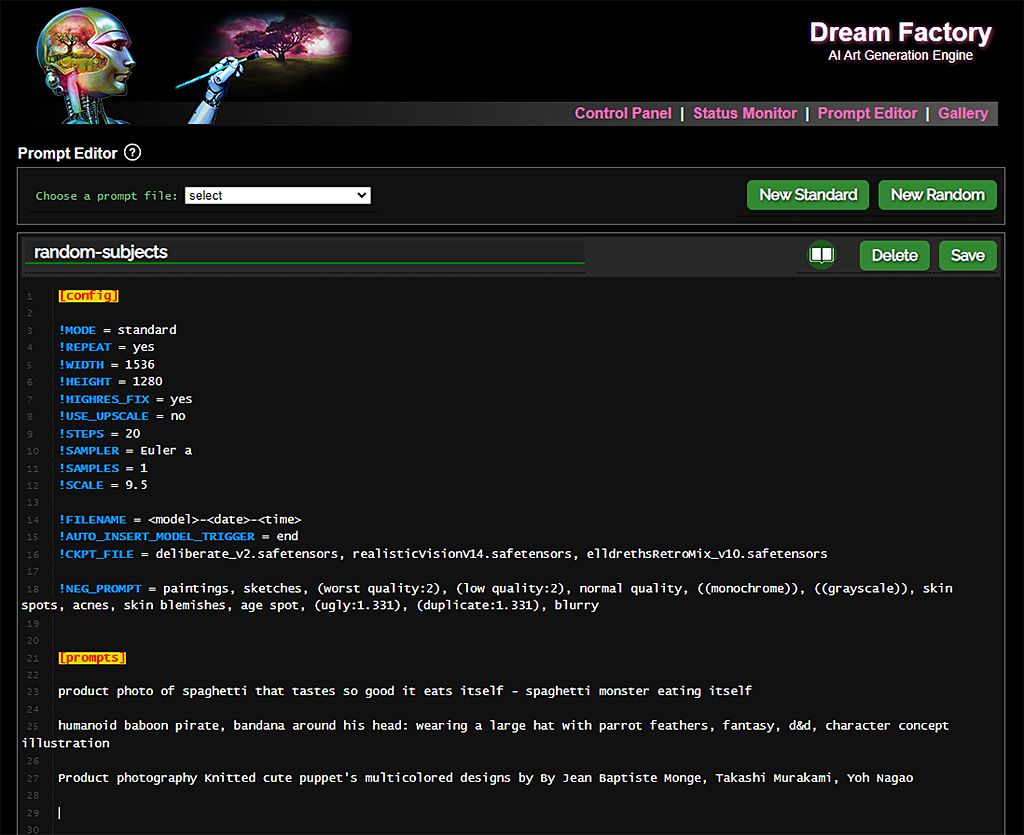 Dream Factory
AI Art Generation Engine
Control Panel | Status Monitor | Prompt Editor | Gallery
Prompt Editor ?
Choose a prompt file: select New Standard New Random
random-subjects Delete Save
1 [config]
2
3 !MODE = standard
4 !REPEAT = yes
5 !WIDTH = 1536
6 !HEIGHT = 1280
7 !HIGHRES_FIX = yes
8 !USE_UPSCALE = no
9 !STEPS = 20
10 !SAMPLER = Euler a
11 !SAMPLES = 1
12 !SCALE = 9.5
13
14 !FILENAME = <model>-<date>-<time>
15 !AUTO_INSERT_MODEL_TRIGGER = end
16 !CKPT_FILE = deliberate_v2.safetensors, realisticVisionV14.safetensors, elldrethsRetroMix_v10.safetensors
17
18 !NEG_PROMPT = paintings, sketches, (worst quality:2), (low quality:2), normal quality, ((monochrome)), ((grayscale)), skin
spots, acnes, skin blemishes, age spot, (ugly:1.331), (duplicate:1.331), blurry
19
20
21 [prompts]
22
23 product photo of spaghetti that tastes so good it eats itself - spaghetti monster eating itself
24
25 humanoid baboon pirate, bandana around his head: wearing a large hat with parrot feathers, fantasy, d&d, character concept
illustration
26
27 Product photography Knitted cute puppet's multicolored designs by By Jean Baptiste Monge, Takashi Murakami, Yoh Nagao
28
29
30